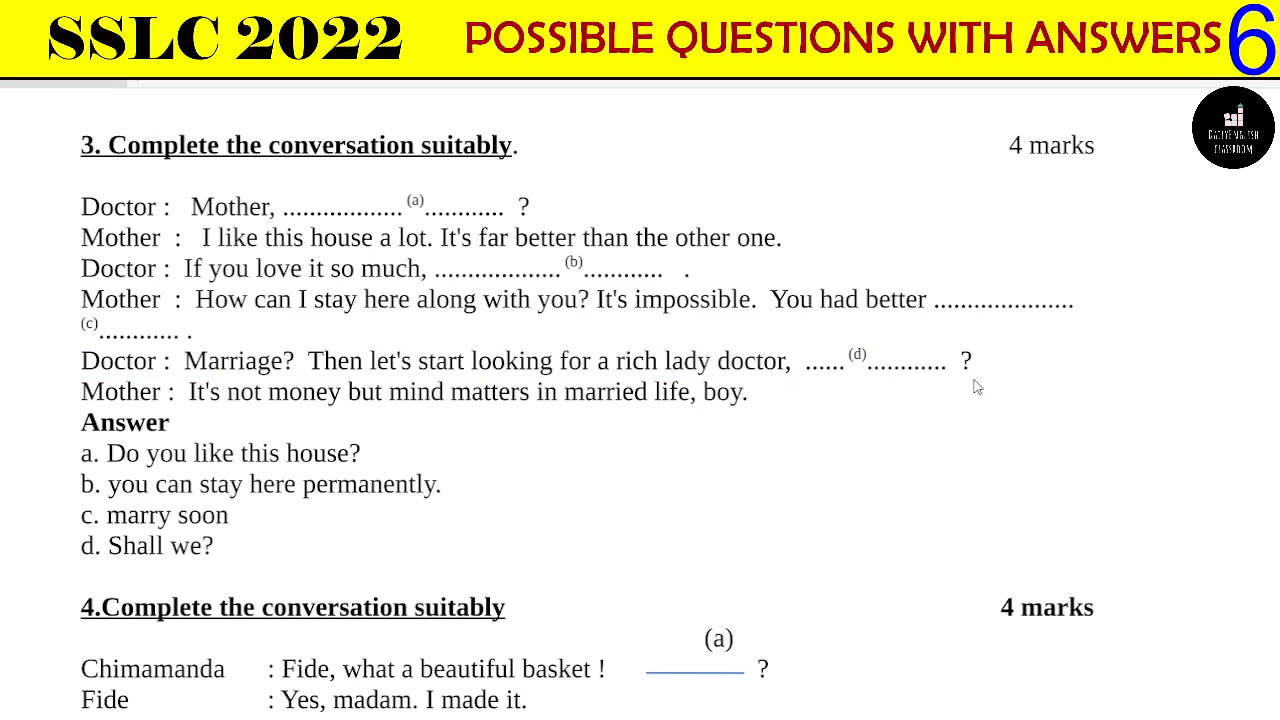 SSLC 2022 POSSIBLE QUESTIONS WITH ANSWERS 6
DAILY ENGLISH
CLASSROOM
3. Complete the conversation suitably. 4 marks
Doctor : Mother, .................. (a)............ ?
Mother : I like this house a lot. It's far better than the other one.
Doctor : If you love it so much, ................... (b)............ .
Mother : How can I stay here along with you? It's impossible. You had better .....................
(c)............ .
Doctor : Marriage? Then let's start looking for a rich lady doctor, ......(d)............ ?
Mother : It's not money but mind matters in married life, boy.
Answer
a. Do you like this house?
b. you can stay here permanently.
c. marry soon
d. Shall we?
4.Complete the conversation suitably 4 marks
(a)
Chimamanda : Fide, what a beautiful basket ! ________ ?
Fide : Yes, madam. I made it.